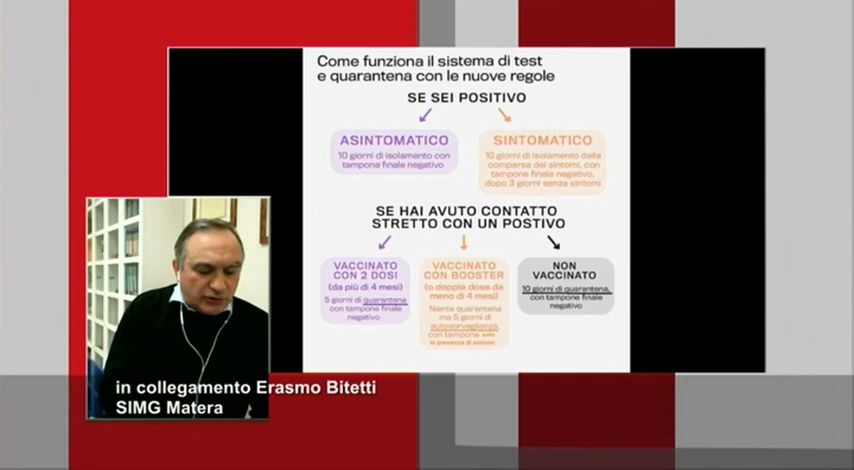 Come funziona il sistema di test
e quarantena con le nuove regole
SE SEI POSITIVO
ASINTOMATICO
10 giorni di isolamento con
tampone finale negativo
SINTOMATICO
10 giorni di isolamento dalla
comparsa dei sintomi, con
tampone finale negativo,
dopo 3 giorni senza sintomi
SE HAI AVUTO CONTATTO
STRETTO CON UN POSTIVO
VACCINATO
CON 2 DOSI
(da più di 4 mesi)
5 giorni di quarantena
con tampone finale
negativo
VACCINATO
CON BOOSTER
(o doppia dose da
meno di 4 mesi)
Niente quarantena
ma 5 giorni di
autosorveglianza,
con tampone solo
in presenza di sintomi
NON
VACCINATO
10 giorni di quarantena,
con tampone finale
negativo
in collegamento Erasmo Bitetti
SIMG Matera